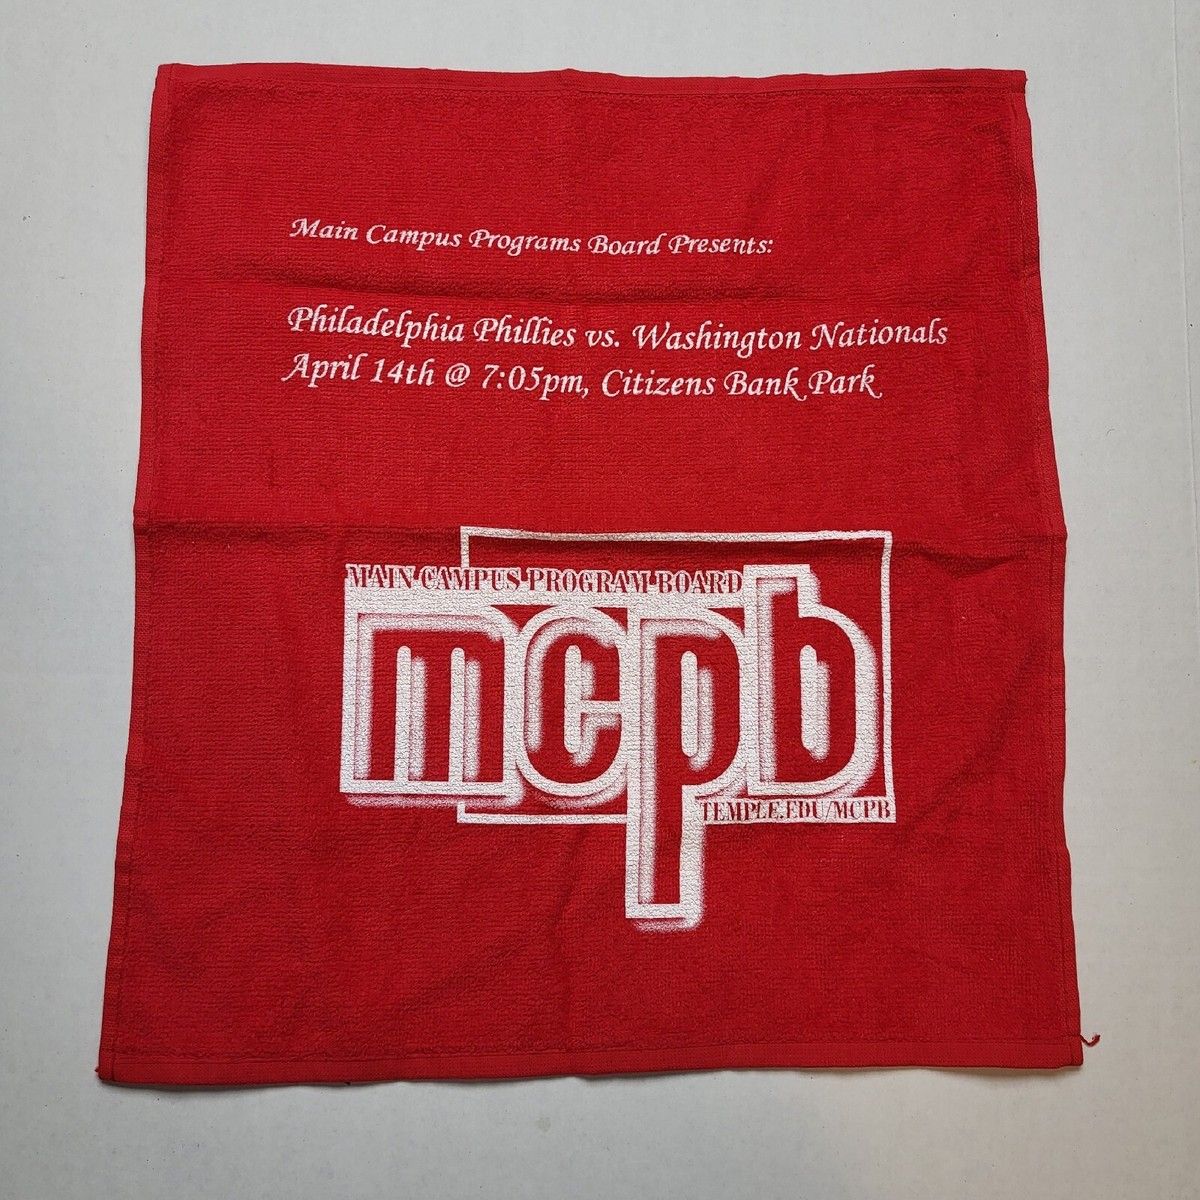 Main Campus Programs Board Presents:
Philadelphia Phillies vs. Washington Nationals
April 14th @ 7:05pm, Citizens Bank Park
MAIN CAMPUS PROGRAM BOARD
mcpb
TEMPLE.EDU/MCPB